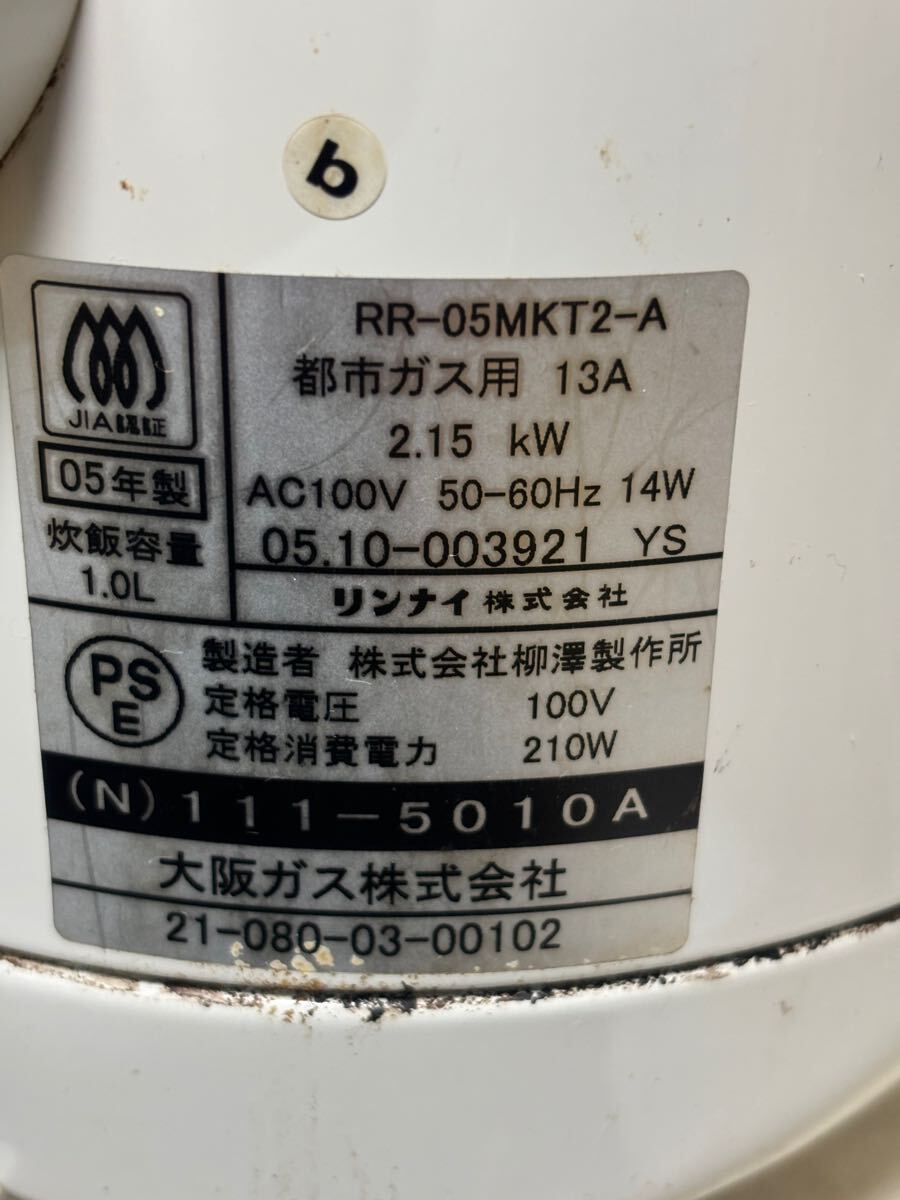 b
JIA認証
05年製
炊飯容量
1.0L
RR-05MKT2-A
都市ガス用 13A
2.15 kW
AC100V 50-60Hz 14W
05.10-003921 YS
リンナイ株式会社
PSE
製造者 株式会社柳澤製作所
定格電圧 100V
定格消費電力 210W
(N)111-5010A
大阪ガス株式会社
21-080-03-00102